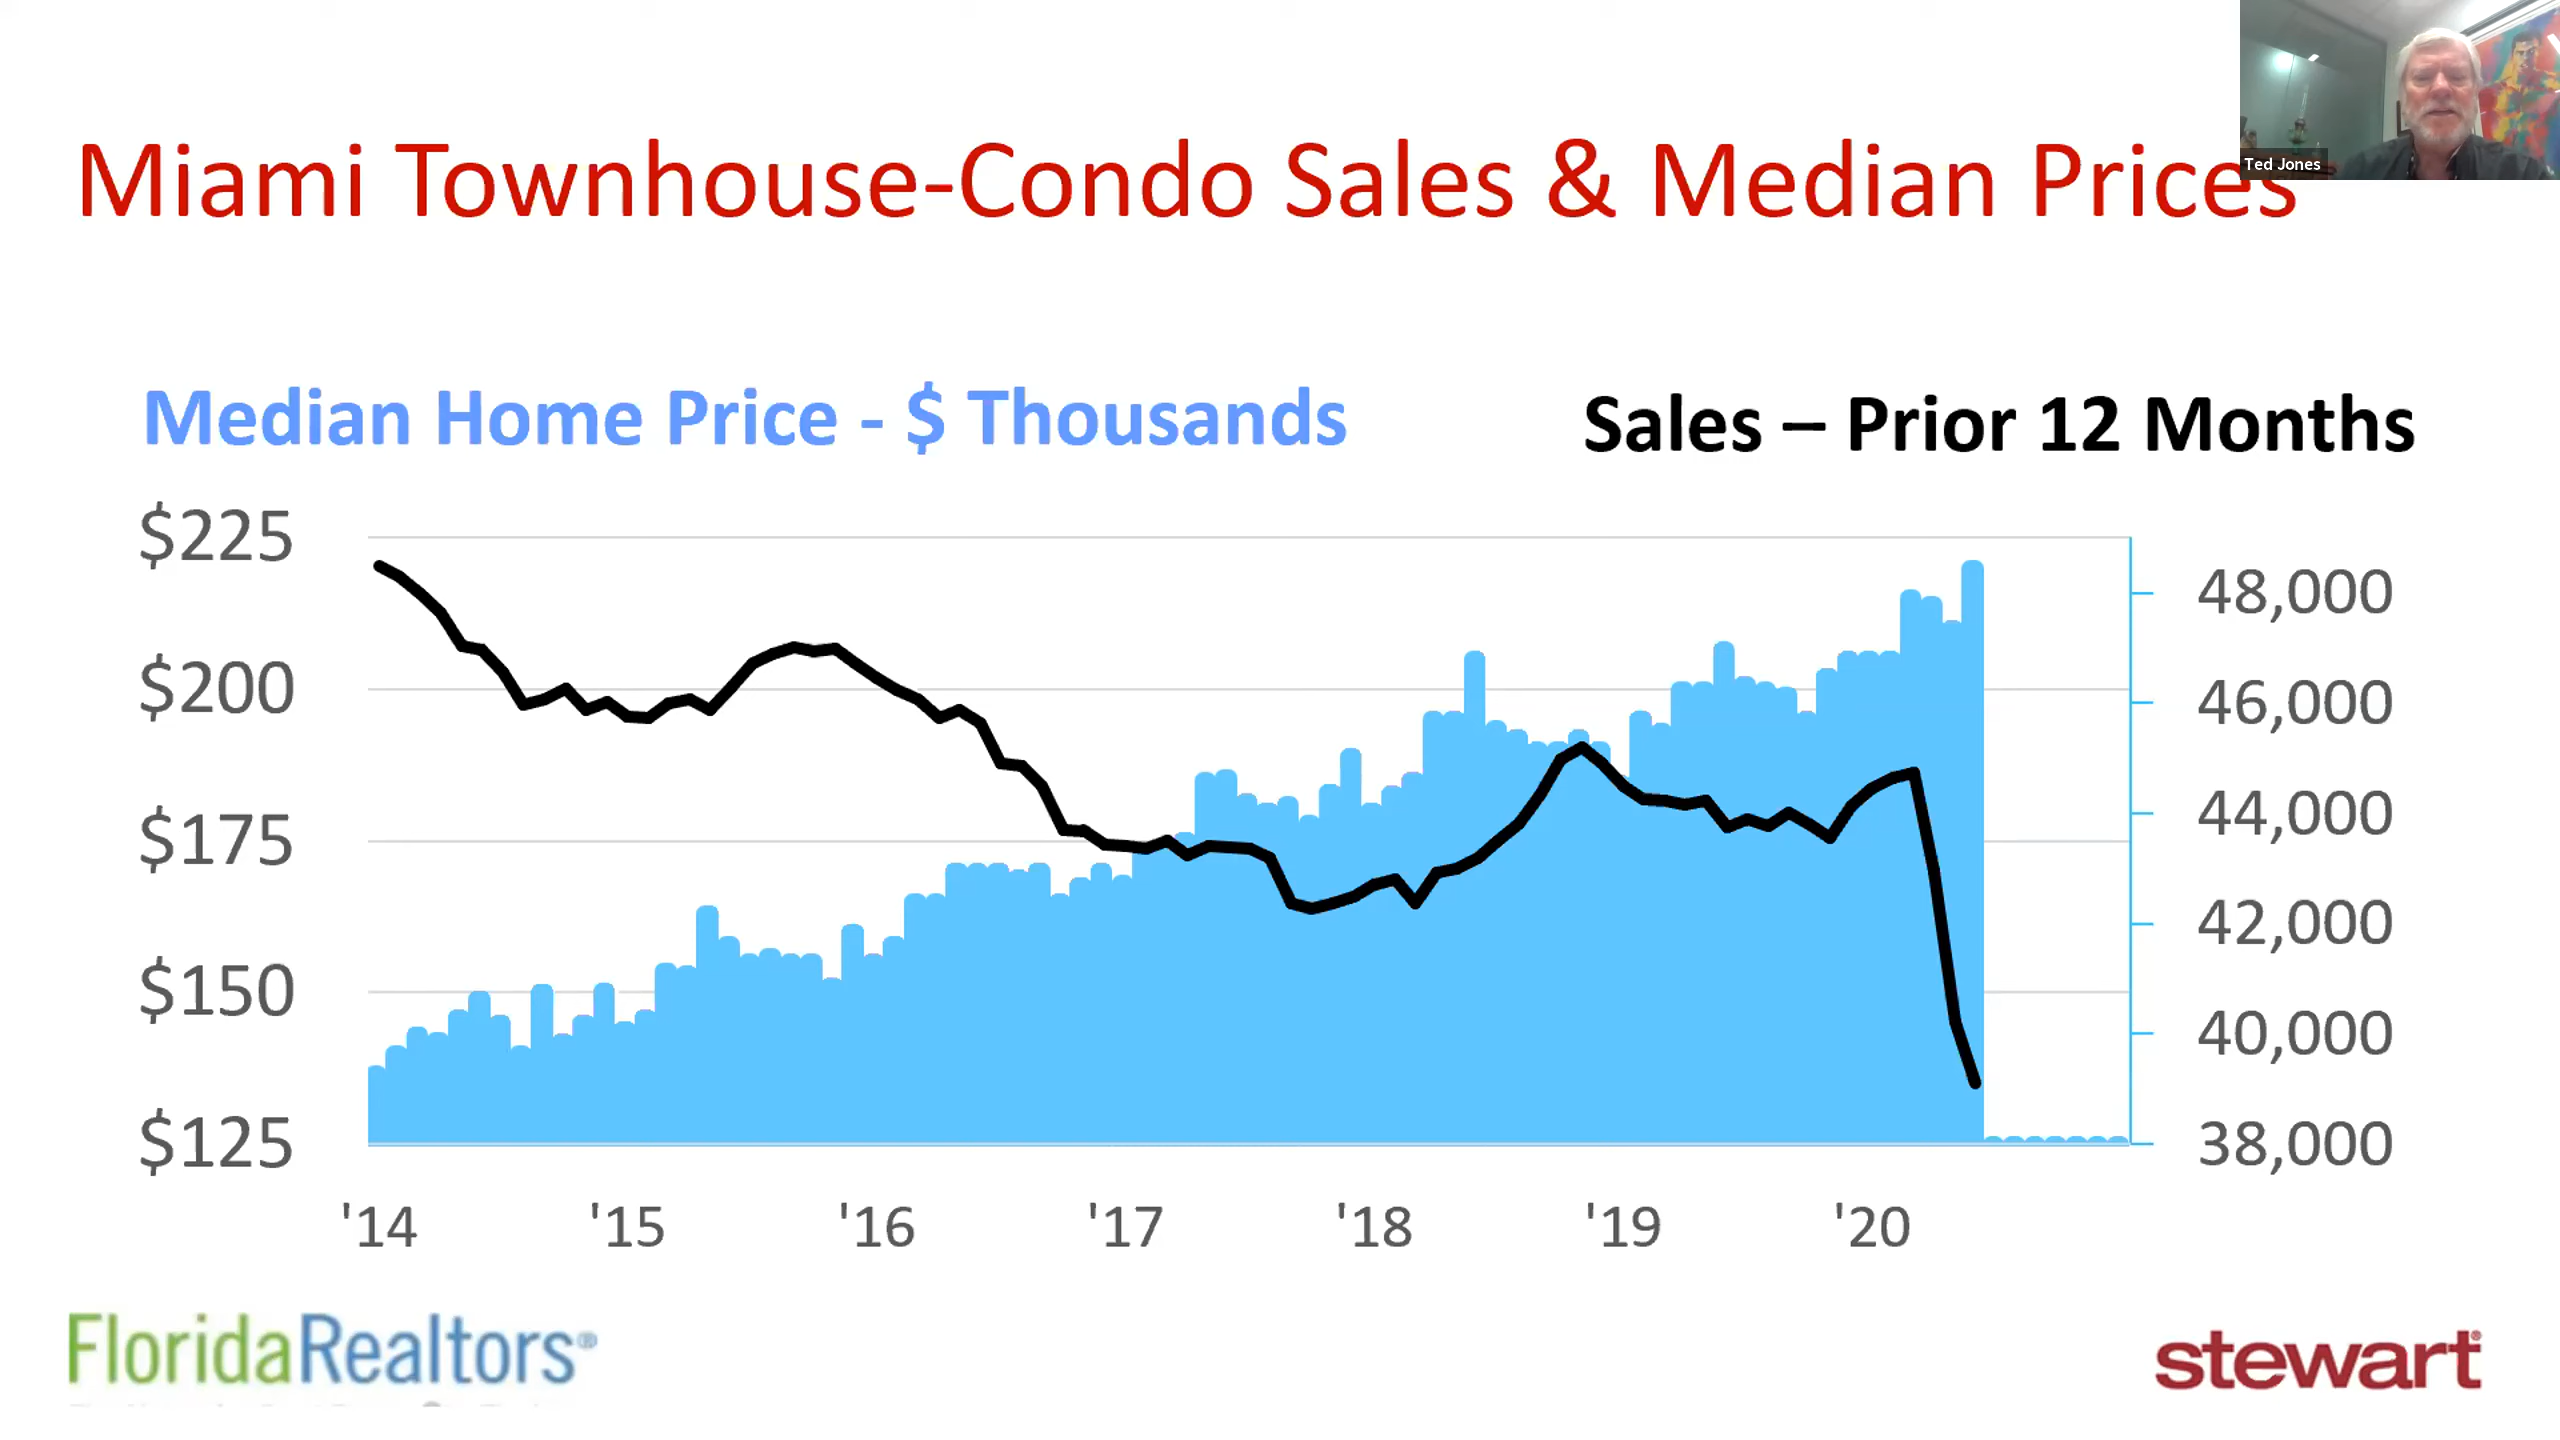 Ted Jones
Miami Townhouse-Condo Sales & Median Prices
Median Home Price - $ Thousands
Sales – Prior 12 Months
$225
$200
$175
$150
$125
48,000
46,000
44,000
42,000
40,000
38,000
'14 '15 '16 '17 '18 '19 '20
FloridaRealtors®
stewart®